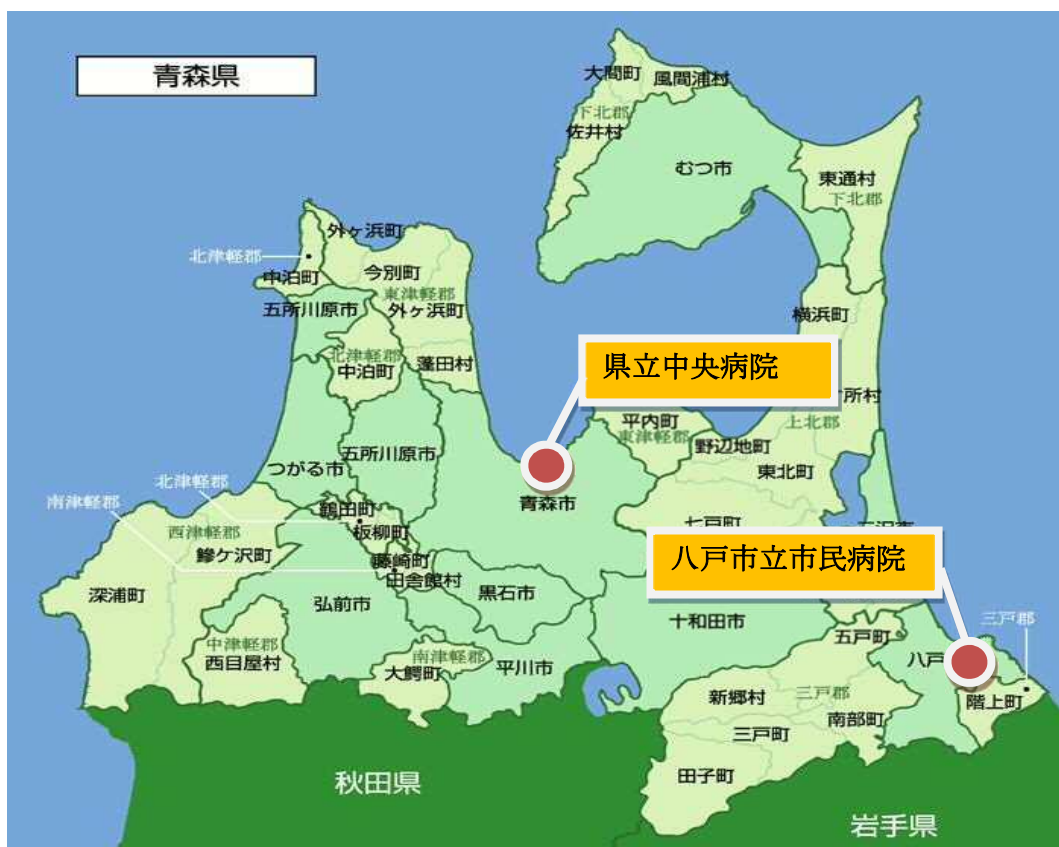 青森県
大間町
風間浦村
下北郡
佐井村
むつ市
東通村
下北郡
外ヶ浜町
北津軽郡
中泊町
今別町
東津軽郡
五所川原市
外ヶ浜町
横浜町
北津軽郡
中泊町
蓬田村
県立中央病院
所村
平内町
東津軽郡
上北郡
野辺地町
五所川原市
つがる市
東北町
北津軽郡
南津軽郡
青森市
鶴田町
七戸町
西津軽郡
板柳町
鰺ケ沢町
藤崎町
八戸市立市民病院
田舎館村
深浦町
弘前市
黒石市
十和田市
三戸郡
中津軽郡
五戸町
西目屋村
南津軽郡
大鰐町
平川市
八戸
新郷村
三戸郡
階上町
南部町
三戸町
田子町
秋田県
岩手県